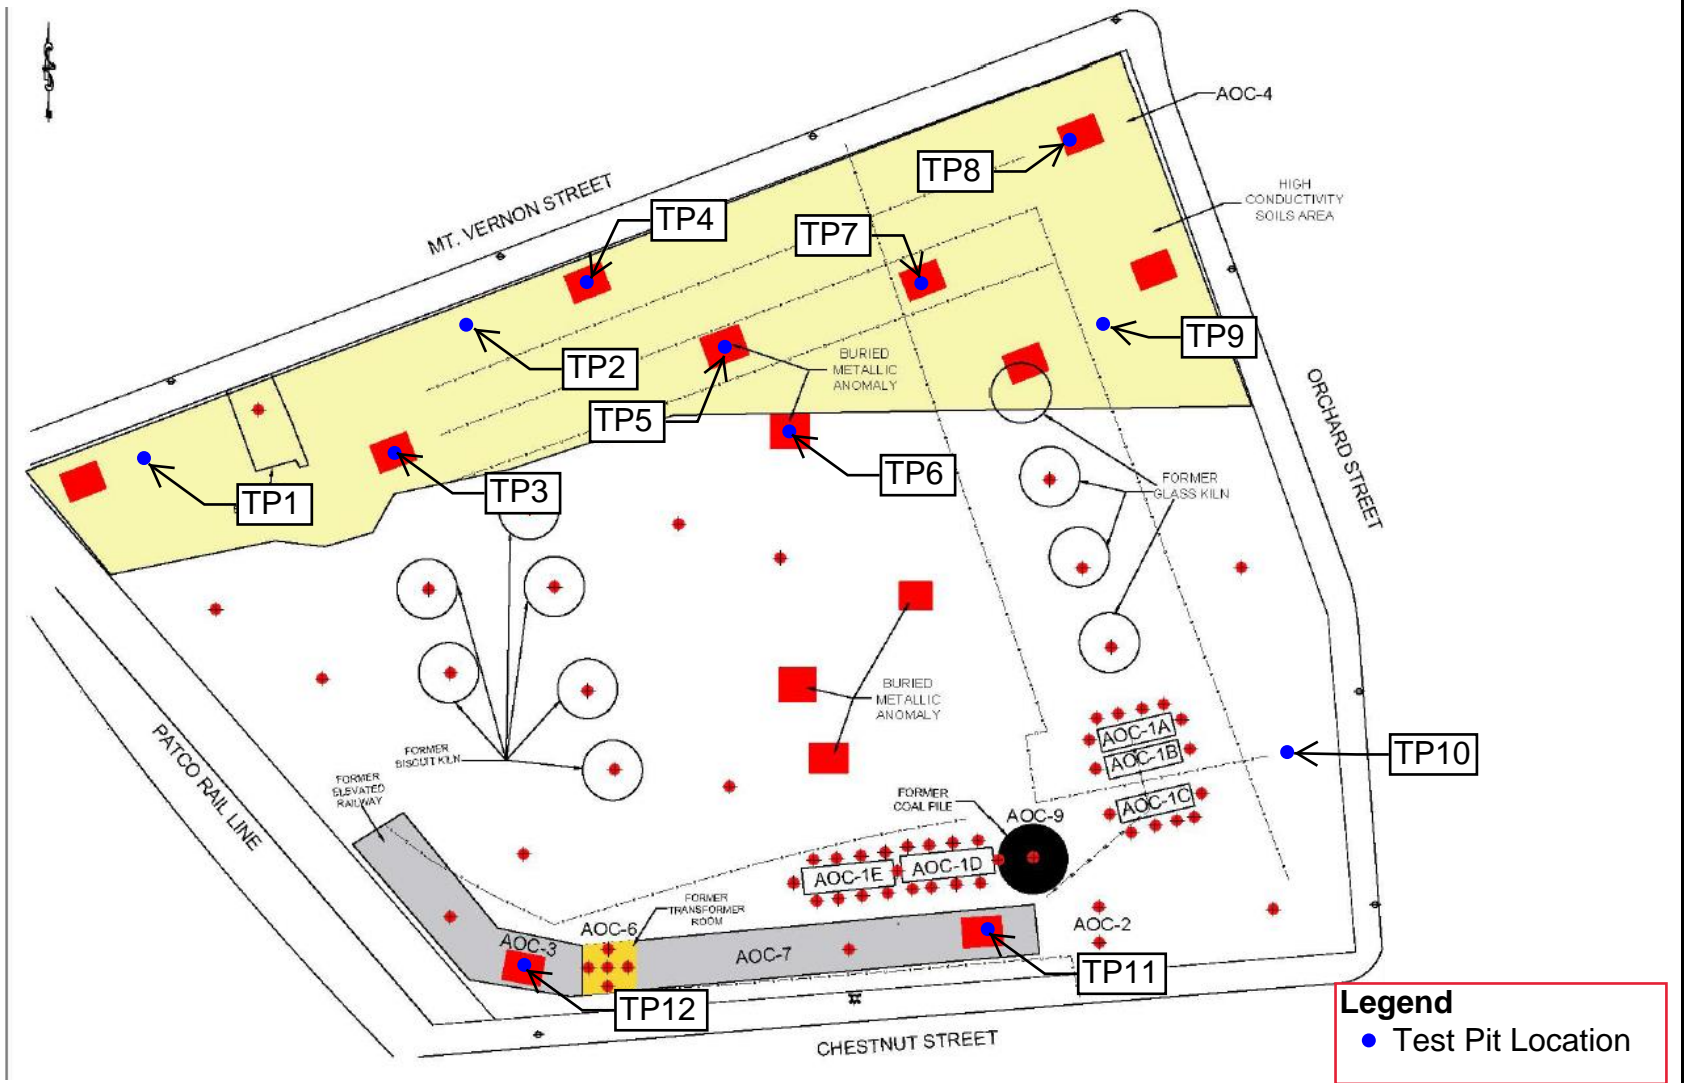 AOC-4
MT. VERNON STREET
TP8
HIGH
CONDUCTIVITY
SOILS AREA
TP4
TP7
TP9
TP2
BURIED
METALLIC
ANOMALY
TP5
ORCHARD STREET
TP6
TP3
TP1
FORMER
GLASS KILN
BURIED
METALLIC
ANOMALY
PATCO RAIL LINE
FORMER
BISCUIT KILN
FORMER
ELEVATED
RAILWAY
AOC-1A
AOC-1B
AOC-1C
TP10
FORMER
COAL PILE
AOC-9
AOC-1E
AOC-1D
FORMER
TRANSFORMER
ROOM
AOC-2
AOC-6
AOC-3
AOC-7
TP11
TP12
CHESTNUT STREET
Legend
Test Pit Location